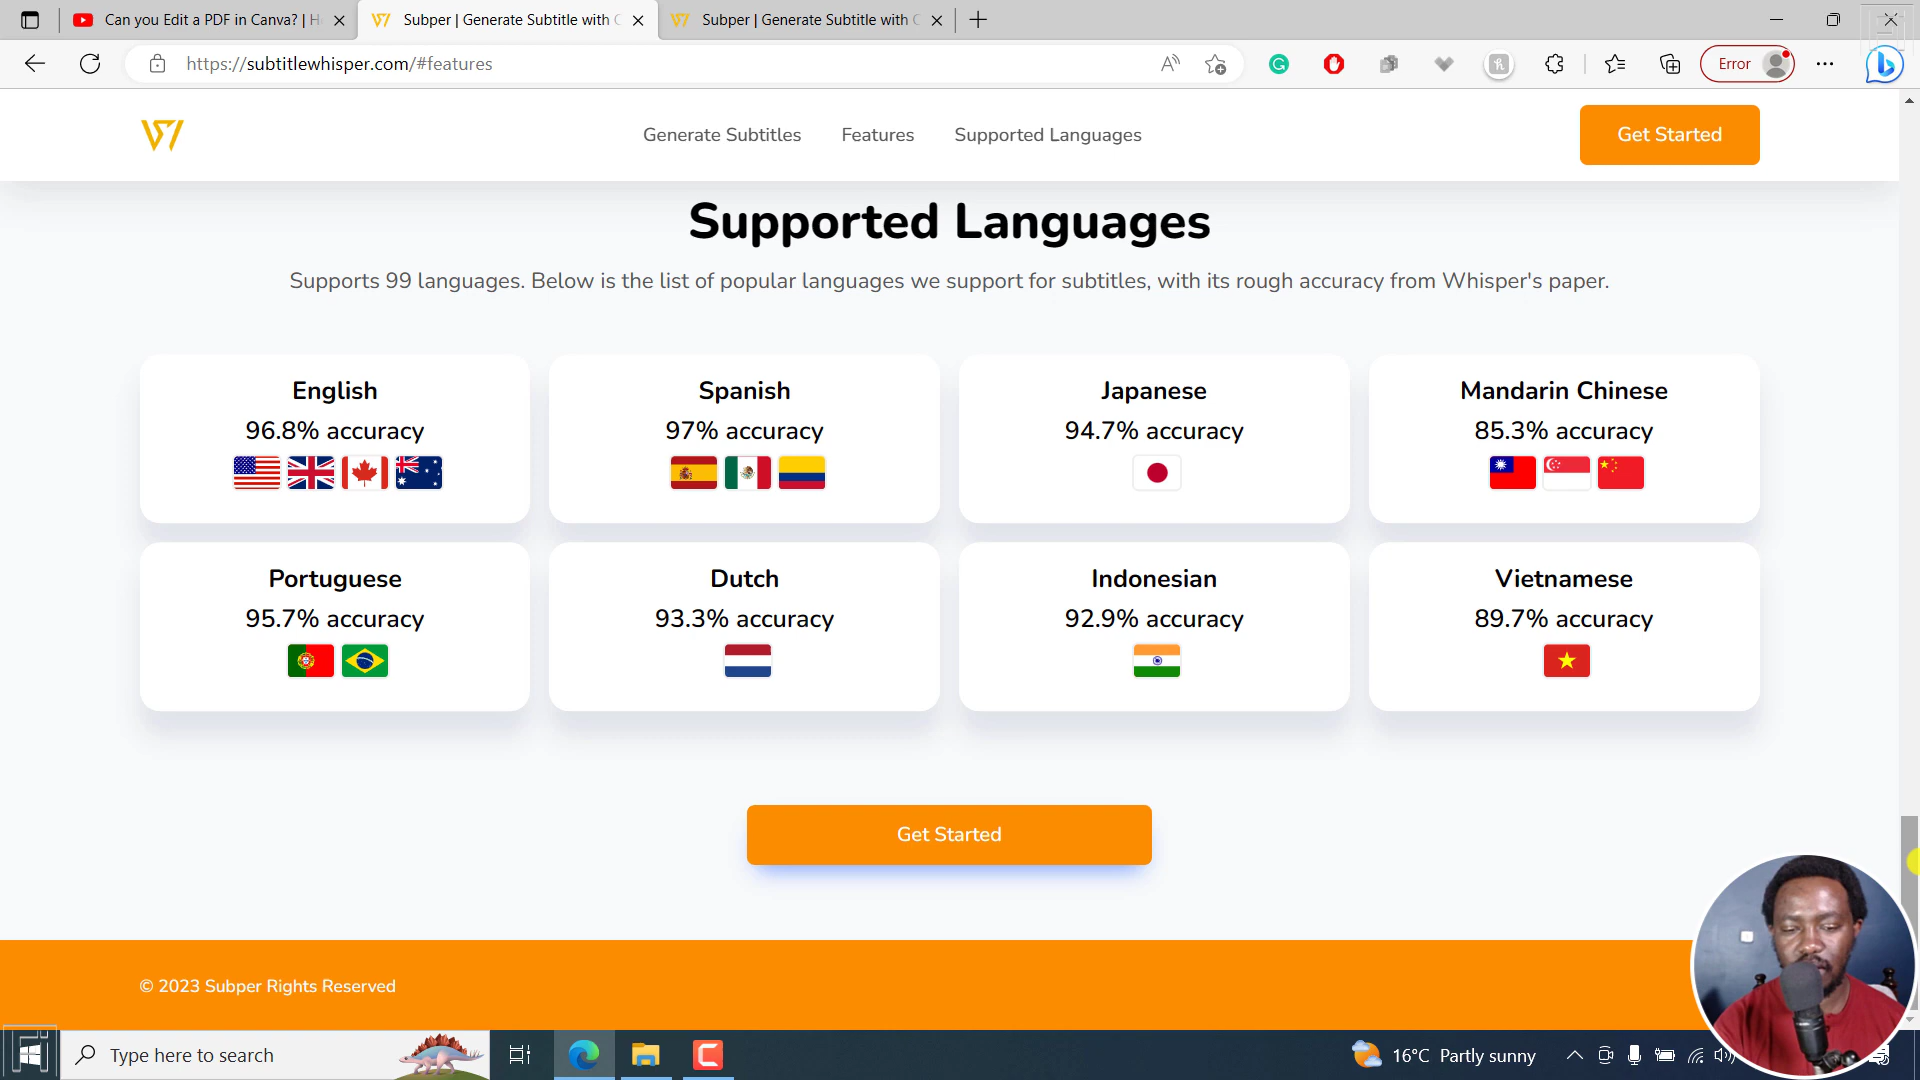 Can you Edit a PDF in Canva? | H
Subper | Generate Subtitle with
Subper | Generate Subtitle with
https://subtitlewhisper.com/#features
Error
Generate Subtitles
Features
Supported Languages
Get Started
Supported Languages
Supports 99 languages. Below is the list of popular languages we support for subtitles, with its rough accuracy from Whisper's paper.
English
96.8% accuracy
Spanish
97% accuracy
Japanese
94.7% accuracy
Mandarin Chinese
85.3% accuracy
Portuguese
95.7% accuracy
Dutch
93.3% accuracy
Indonesian
92.9% accuracy
Vietnamese
89.7% accuracy
Get Started
© 2023 Subper Rights Reserved
Type here to search
16°C Partly sunny